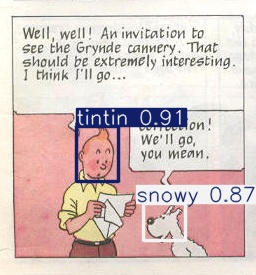 Well, well! An invitation to
see the Grynde cannery. That
should be extremely interesting.
I think I'll go...
tintin 0.91
We'll go,
you mean.
snowy 0.87